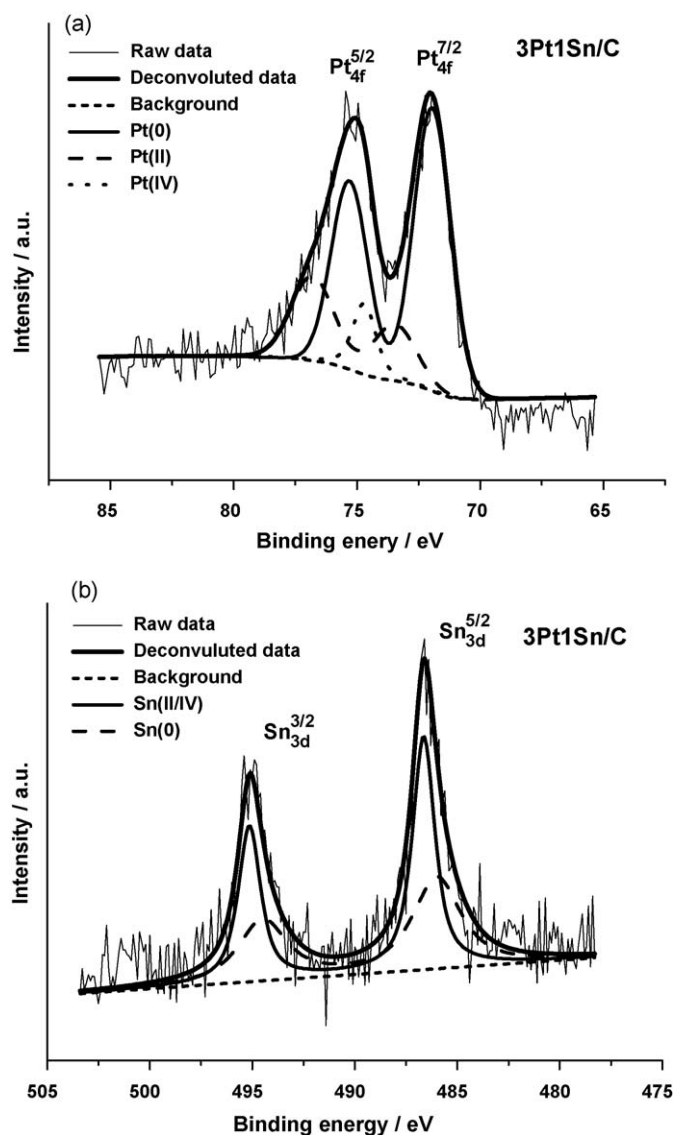 (a)
Raw data
Deconvoluted data
Background
Pt(0)
Pt(II)
Pt(IV)
Pt4f5/2
Pt4f7/2
3Pt1Sn/C
Intensity / a.u.
85 80 75 70 65
Binding enery / eV
(b)
Raw data
Deconvuluted data
Background
Sn(II/IV)
Sn(0)
Sn3d3/2
Sn3d5/2
3Pt1Sn/C
Intensity / a.u.
505 500 495 490 485 480 475
Binding energy / eV